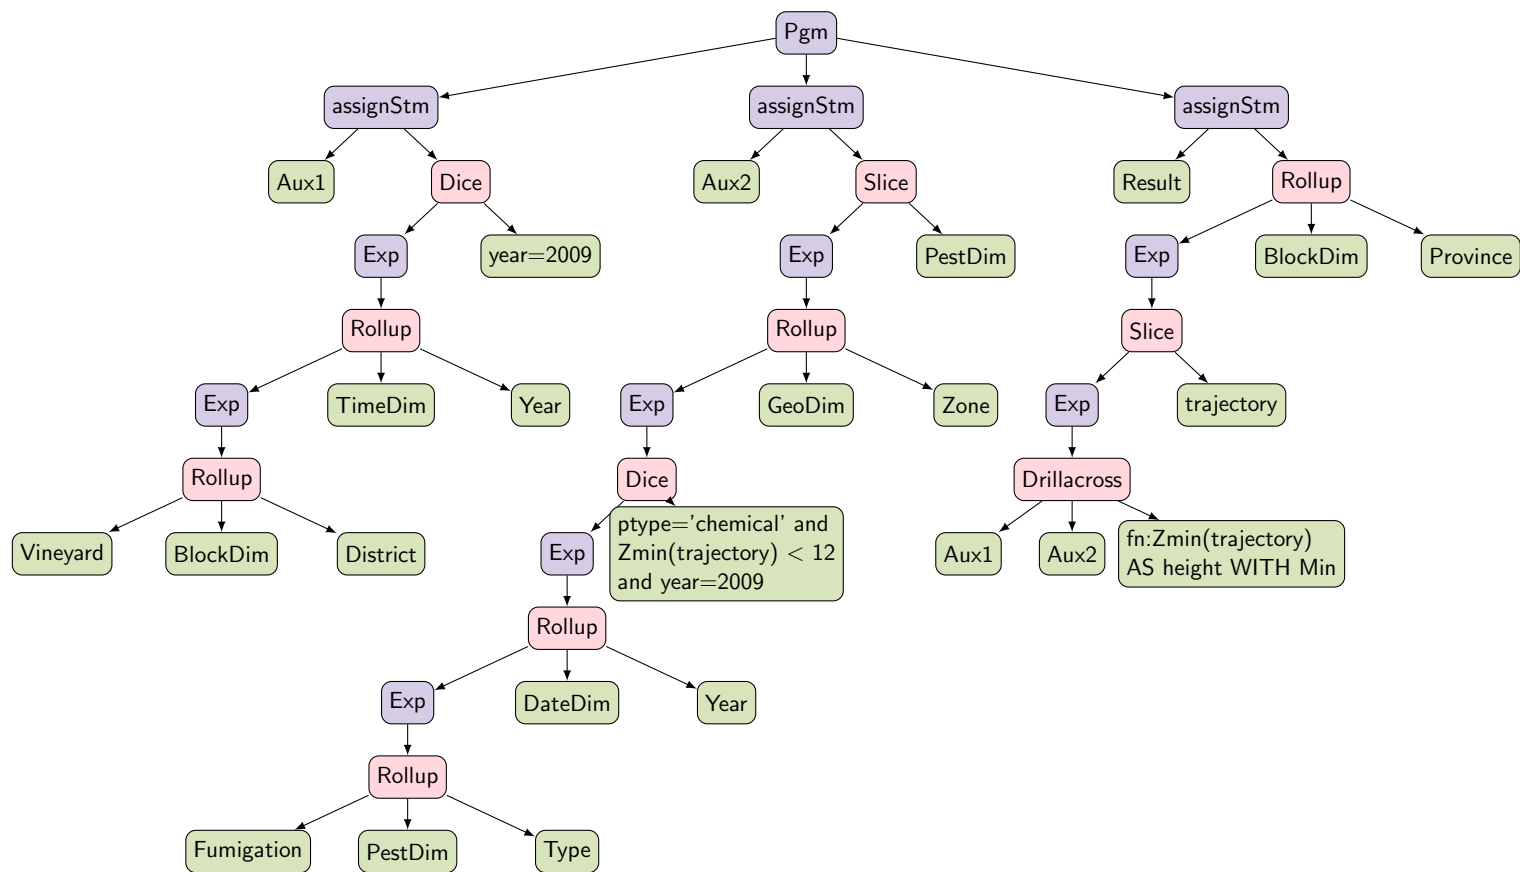 Pgm
assignStm
assignStm
assignStm
Aux1
Dice
Aux2
Slice
Result
Rollup
Exp
year=2009
Exp
PestDim
Exp
BlockDim
Province
Rollup
Rollup
Slice
Exp
TimeDim
Year
Exp
GeoDim
Zone
Exp
trajectory
Rollup
Dice
Drillacross
Vineyard
BlockDim
District
Exp
ptype='chemical' and
Zmin(trajectory) < 12
and year=2009
Aux1
Aux2
fn:Zmin(trajectory)
AS height WITH Min
Rollup
Exp
DateDim
Year
Rollup
Fumigation
PestDim
Type